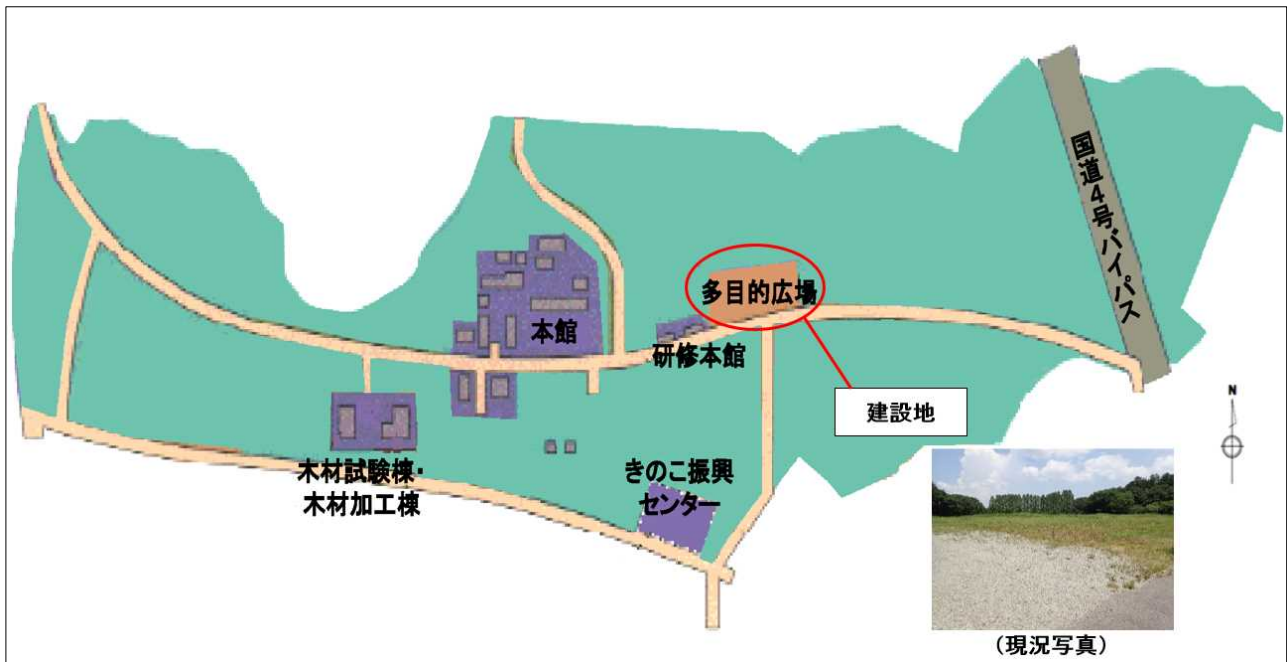 国道4号バイパス
多目的広場
本館
研修本館
建設地
N
木材試験棟・
木材加工棟
きのこ振興
センター
(現況写真)